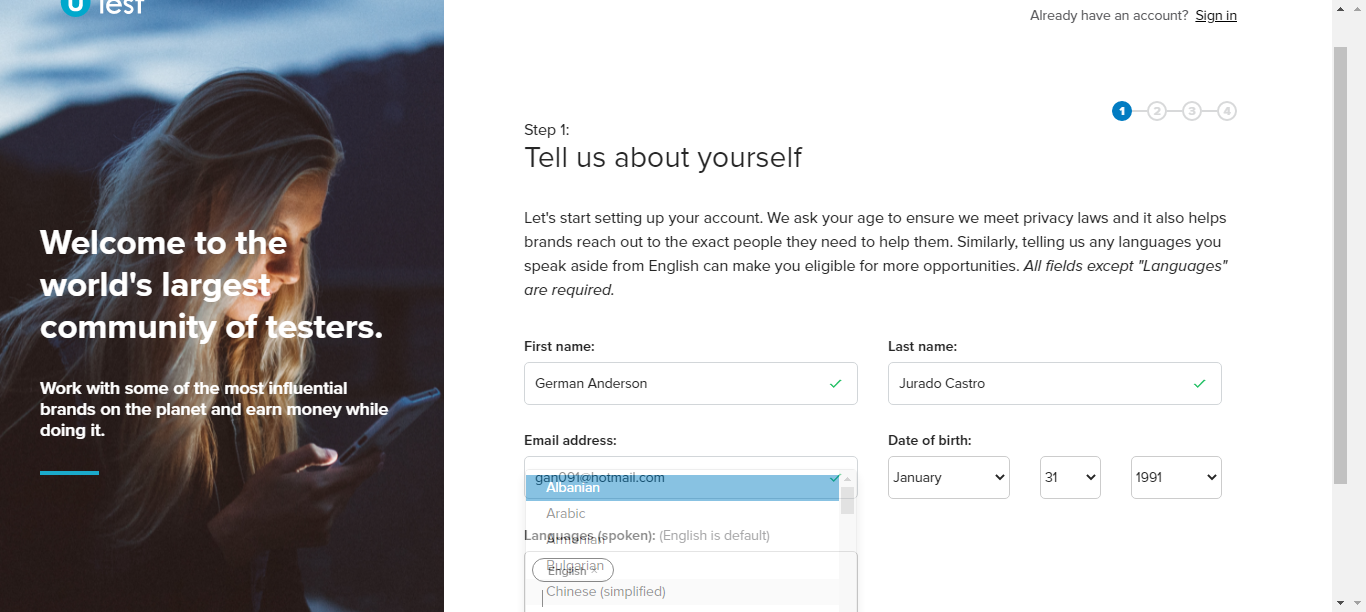 Test
Already have an account? Sign in
1 2 3 4
Step 1:
Tell us about yourself
Let's start setting up your account. We ask your age to ensure we meet privacy laws and it also helps
brands reach out to the exact people they need to help them. Similarly, telling us any languages you
speak aside from English can make you eligible for more opportunities. All fields except "Languages"
are required.
Welcome to the
world's largest
community of testers.
Work with some of the most influential
brands on the planet and earn money while
doing it.
First name: Last name:
German Anderson Jurado Castro
Email address: Date of birth:
gan091@hotmail.com January 31 1991
Albanian
Arabic
Languages (spoken): (English is default)
Armenian
Bulgarian
English ×
Chinese (simplified)